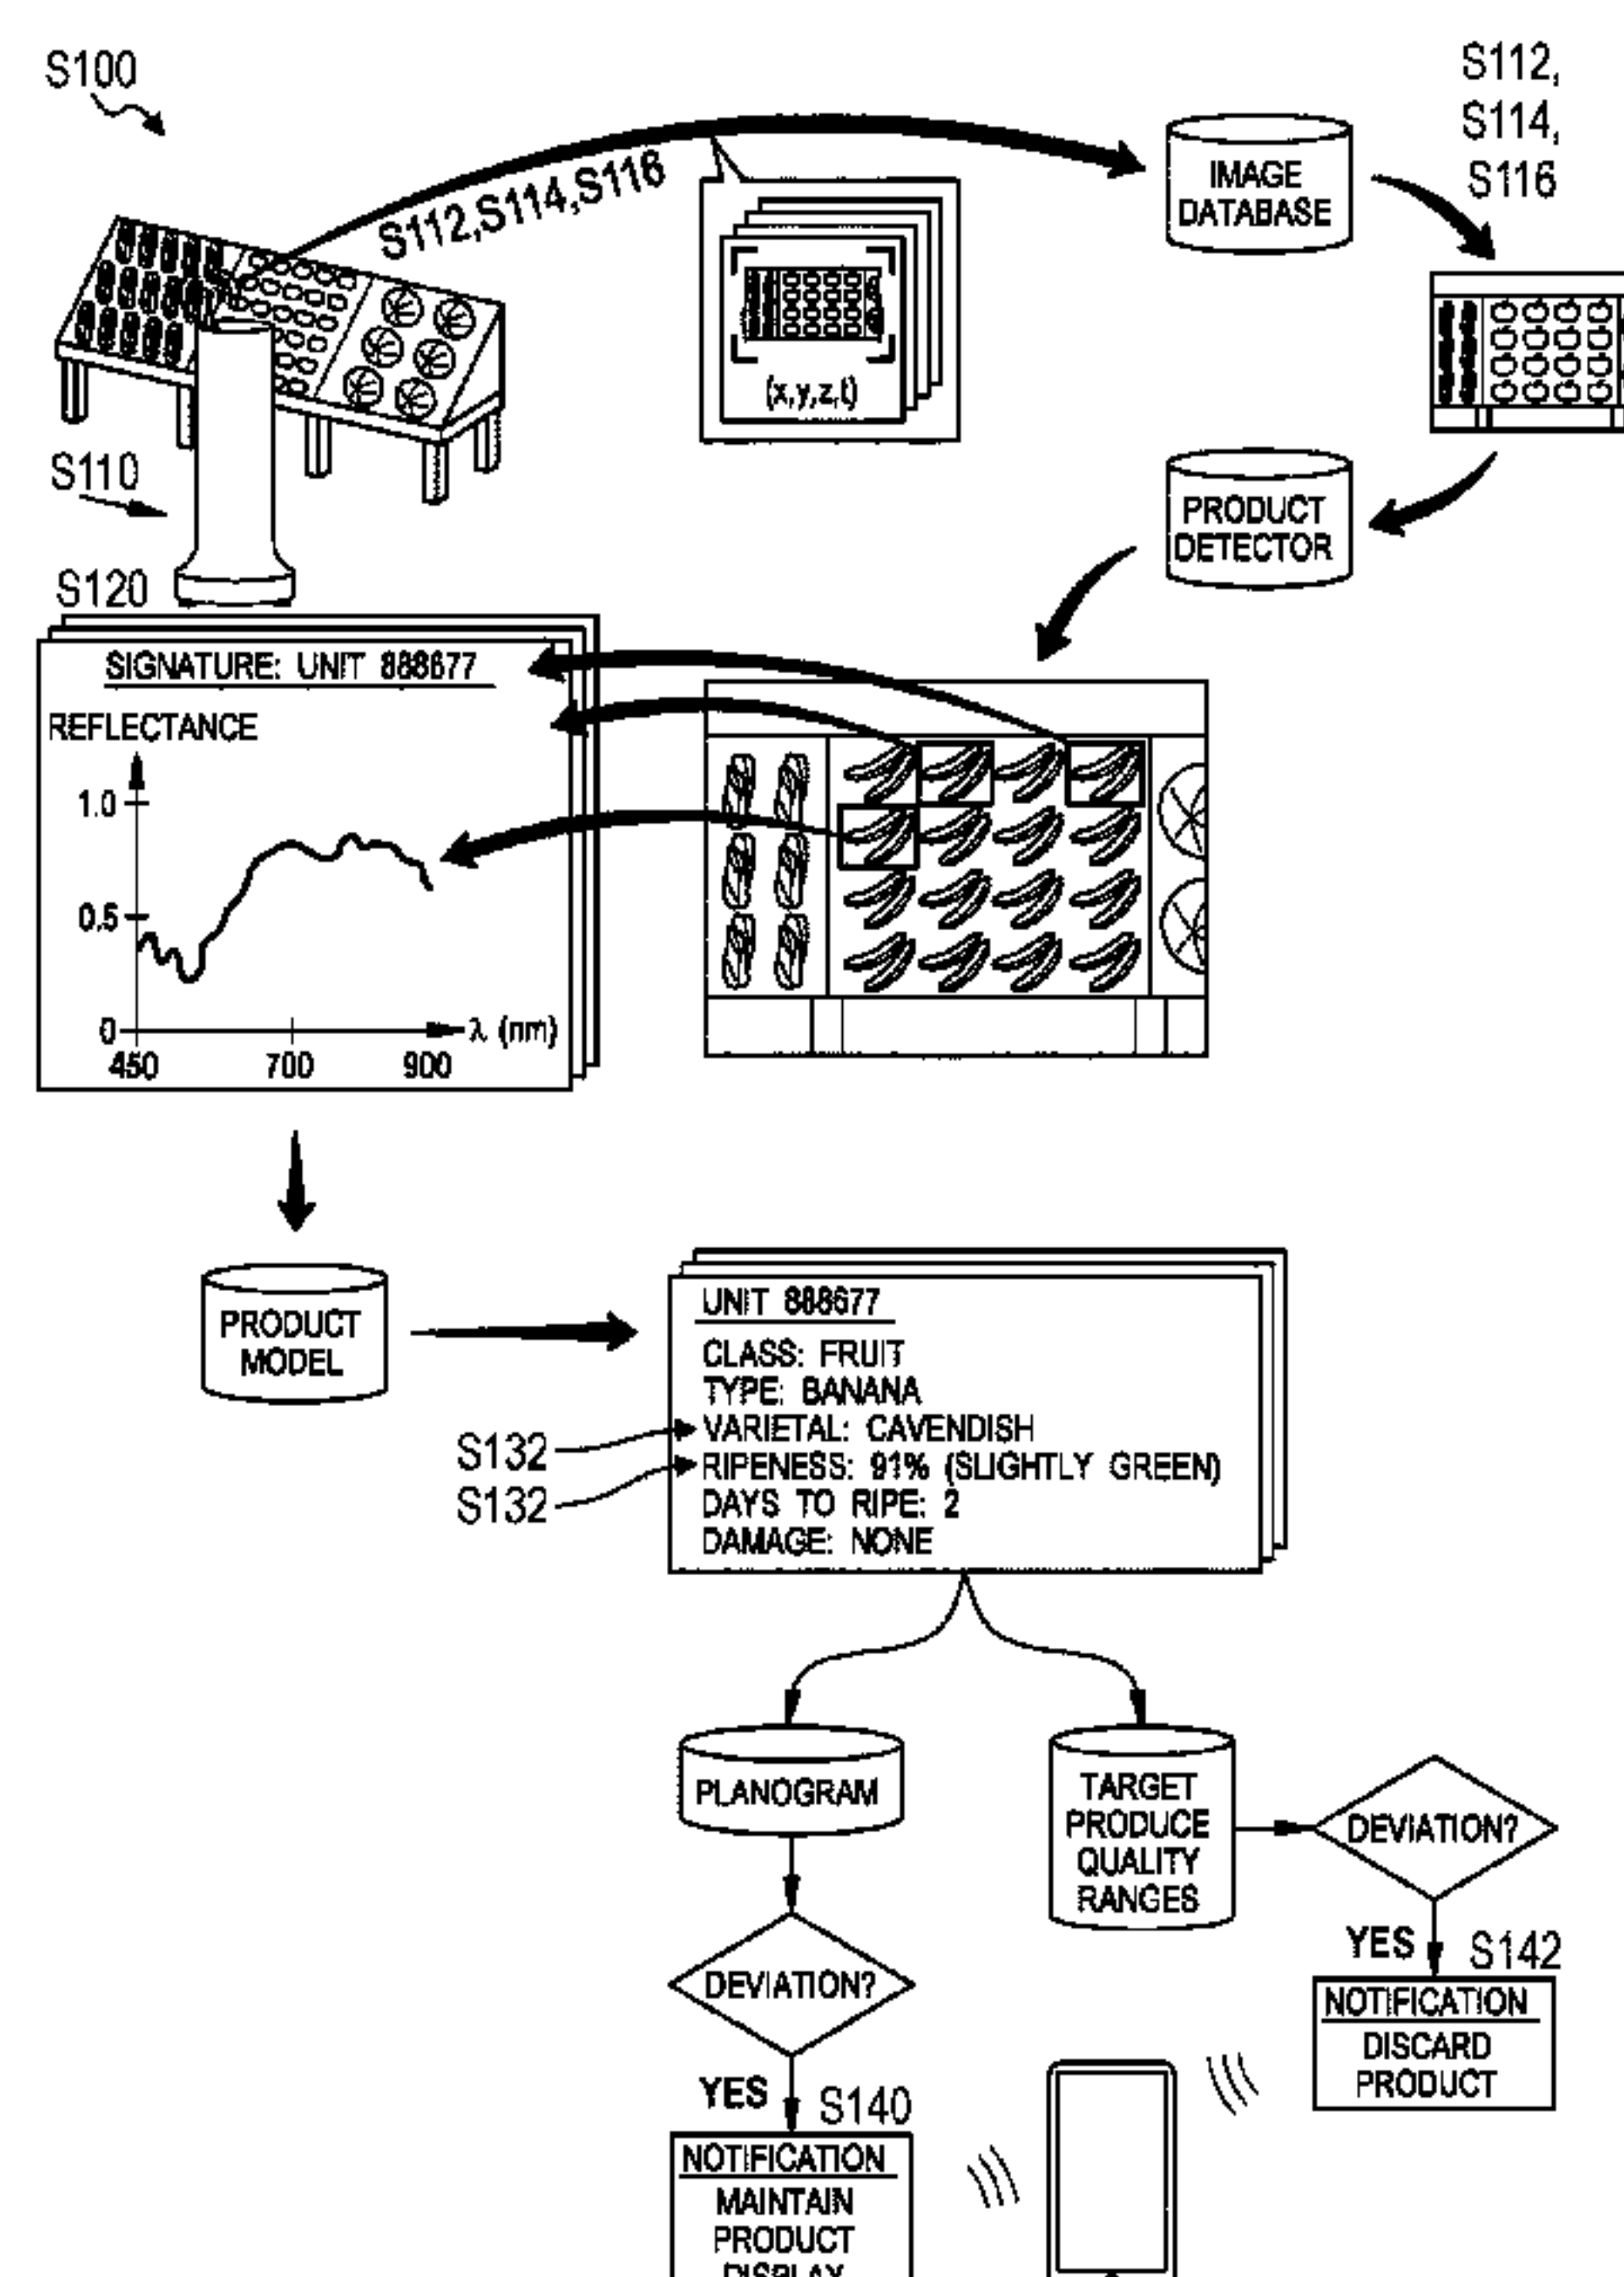 S100
S112,S114,S116
IMAGE
DATABASE
S112,
S114,
S116
(x,y,z,t)
S110
PRODUCT
DETECTOR
S120
SIGNATURE: UNIT 888677
REFLECTANCE
1.0
0.5
0
λ (nm)
450 700 900
PRODUCT
MODEL
UNIT 888677
CLASS: FRUIT
TYPE: BANANA
VARIETAL: CAVENDISH
RIPENESS: 91% (SLIGHTLY GREEN)
DAYS TO RIPE: 2
DAMAGE: NONE
S132
S132
PLANOGRAM
TARGET
PRODUCE
QUALITY
RANGES
DEVIATION?
YES
S142
NOTIFICATION
DISCARD
PRODUCT
DEVIATION?
YES
S140
NOTIFICATION
MAINTAIN
PRODUCT
DISPLAY